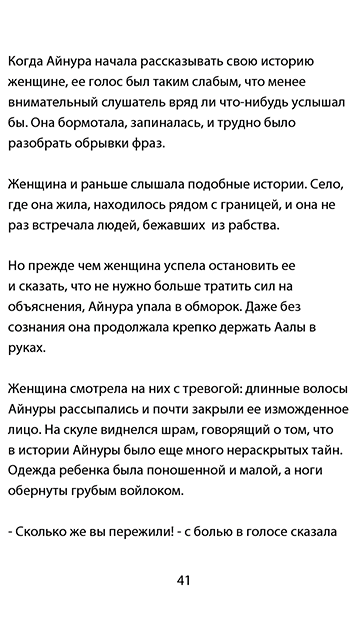 Когда Айнура начала рассказывать свою историю
женщине, ее голос был таким слабым, что менее
внимательный слушатель вряд ли что-нибудь услышал
бы. Она бормотала, запиналась, и трудно было
разобрать обрывки фраз.
Женщина и раньше слышала подобные истории. Село,
где она жила, находилось рядом с границей, и она не
раз встречала людей, бежавших  из рабства.
Но прежде чем женщина успела остановить ее
и сказать, что не нужно больше тратить сил на
объяснения, Айнура упала в обморок. Даже без
сознания она продолжала крепко держать Аалы в
руках.
Женщина смотрела на них с тревогой: длинные волосы
Айнуры рассыпались и почти закрыли ее изможденное
лицо. На скуле виднелся шрам, говорящий о том, что
в истории Айнуры было еще много нераскрытых тайн.
Одежда ребенка была поношенной и малой, а ноги
обернуты грубым войлоком.
- Сколько же вы пережили! - с болью в голосе сказала
41